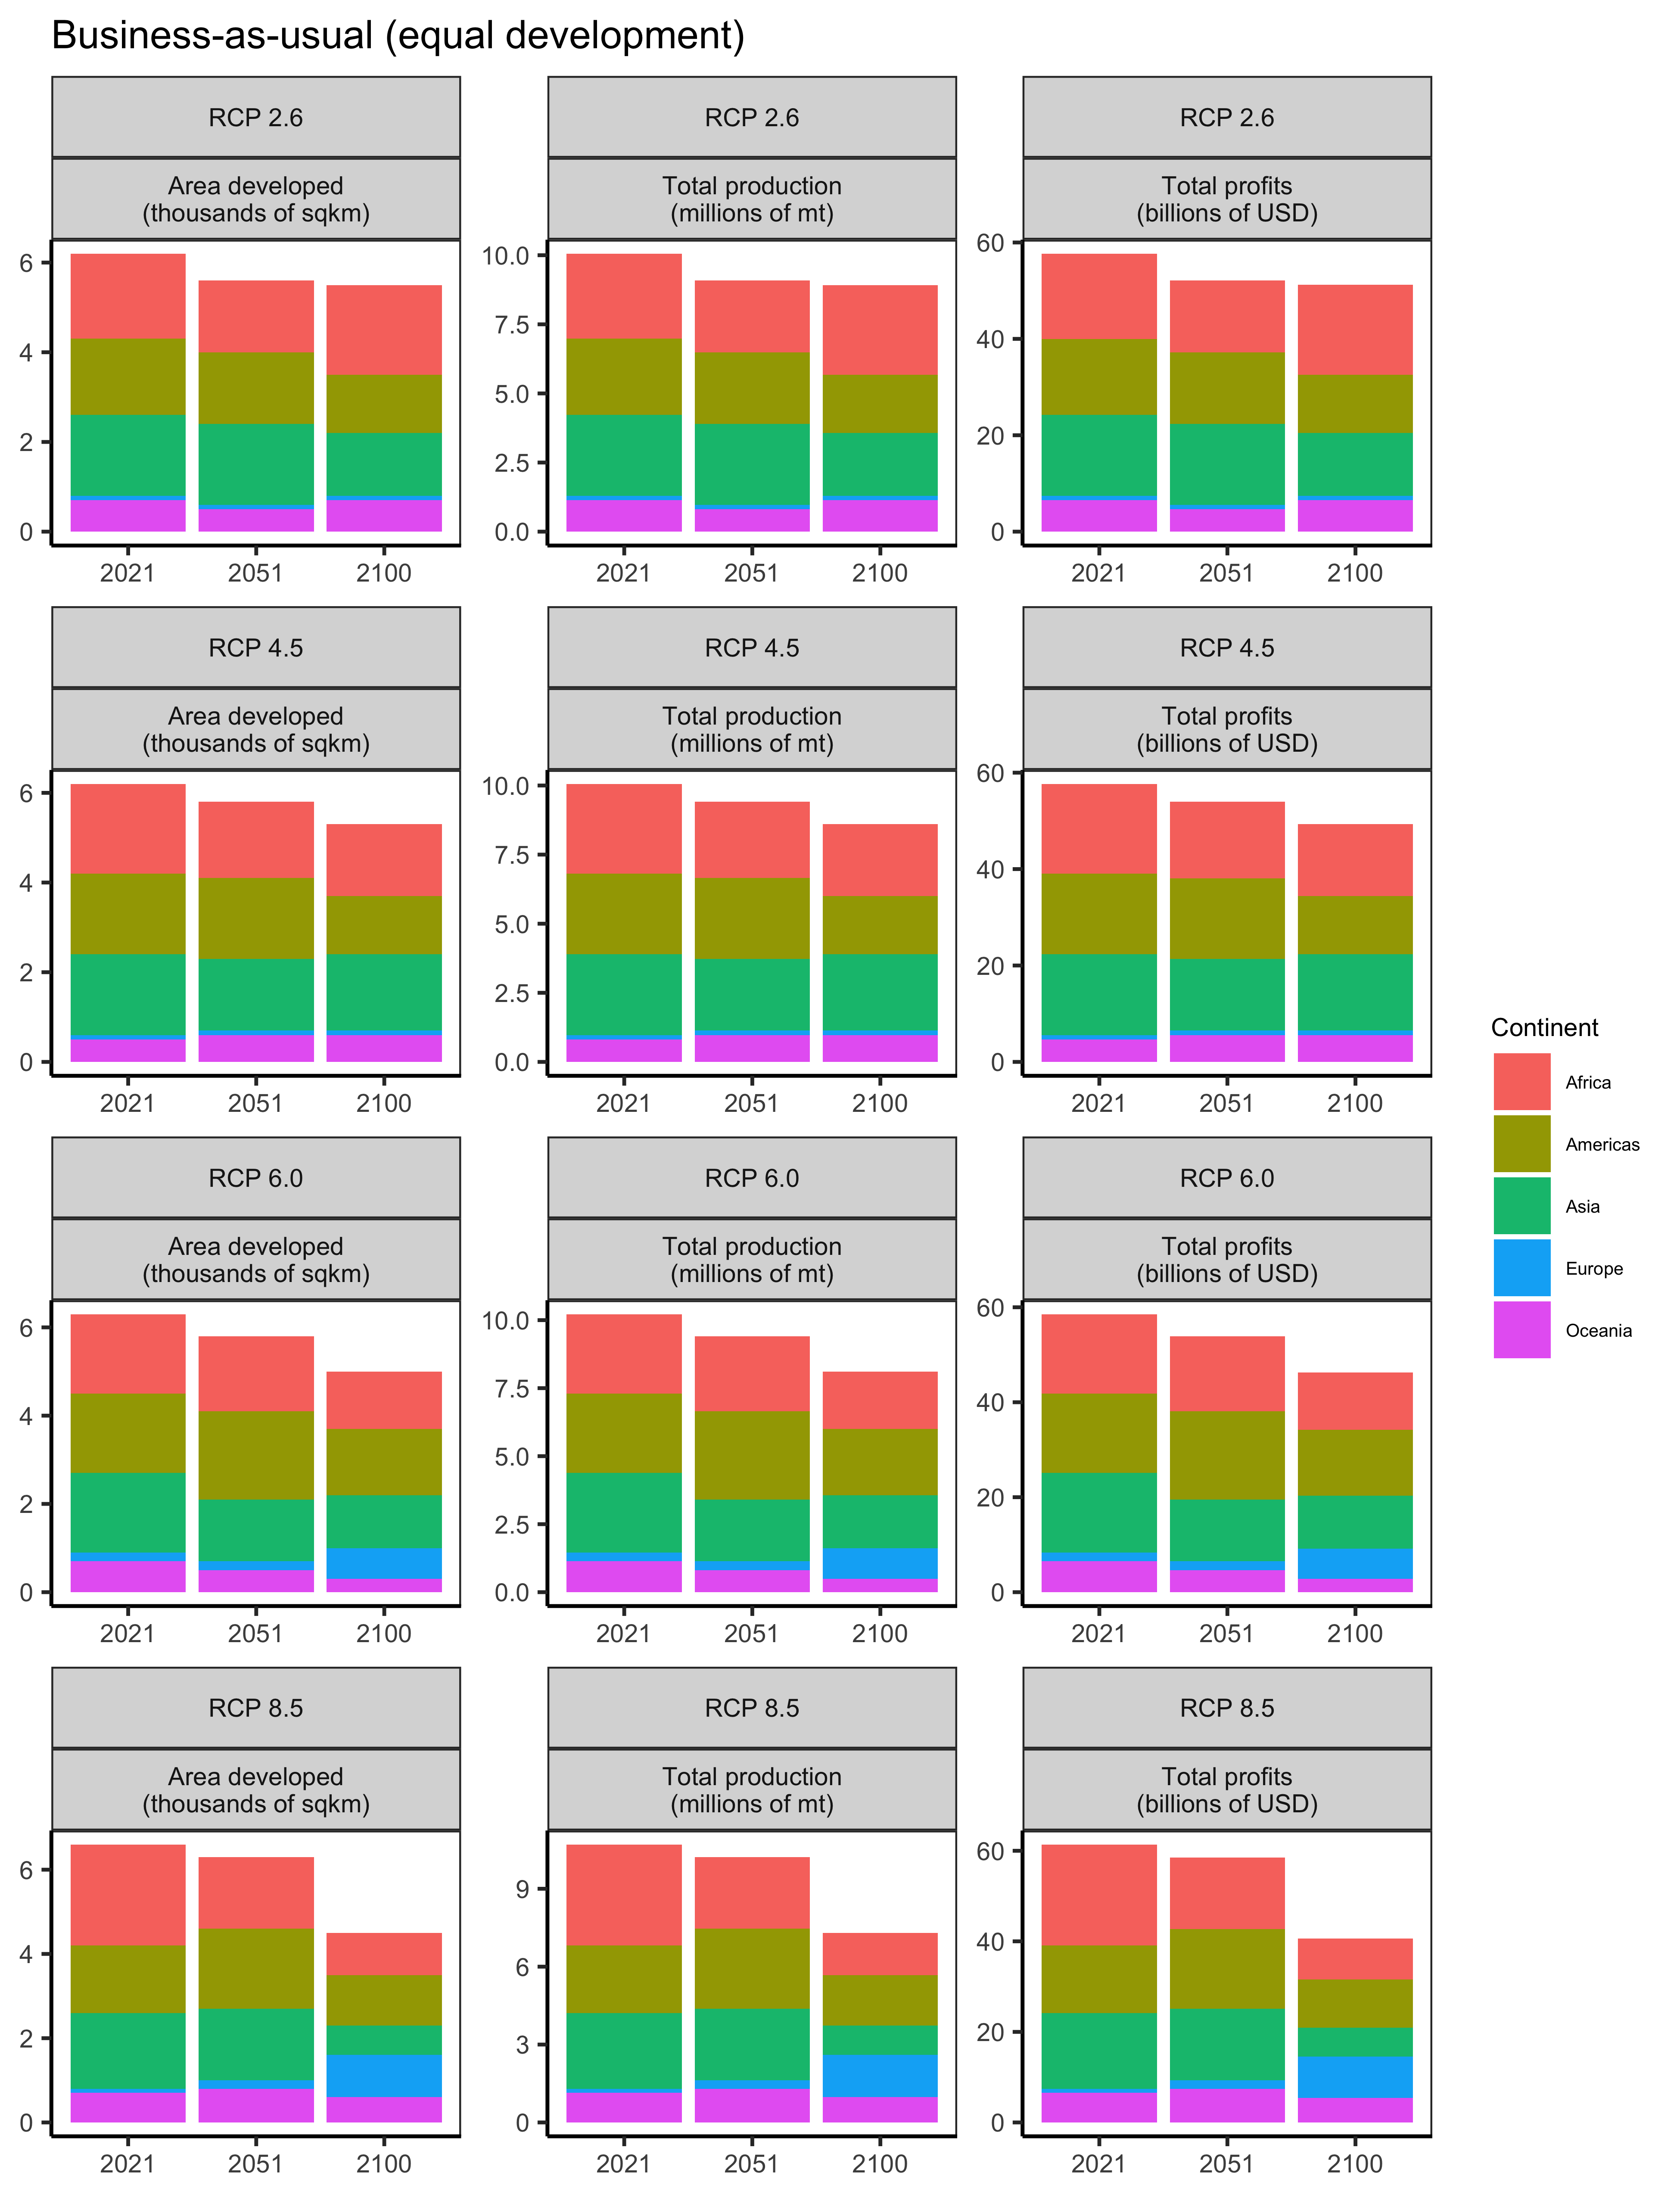 Business-as-usual (equal development)
RCP 2.6
RCP 2.6
RCP 2.6
Area developed
(thousands of sqkm)
Total production
(millions of mt)
Total profits
(billions of USD)
6
4
2
0
10.0
7.5
5.0
2.5
0.0
60
40
20
0
2021 2051 2100
2021 2051 2100
2021 2051 2100
RCP 4.5
RCP 4.5
RCP 4.5
Area developed
(thousands of sqkm)
Total production
(millions of mt)
Total profits
(billions of USD)
6
4
2
0
10.0
7.5
5.0
2.5
0.0
60
40
20
0
2021 2051 2100
2021 2051 2100
2021 2051 2100
RCP 6.0
RCP 6.0
RCP 6.0
Area developed
(thousands of sqkm)
Total production
(millions of mt)
Total profits
(billions of USD)
6
4
2
0
10.0
7.5
5.0
2.5
0.0
60
40
20
0
2021 2051 2100
2021 2051 2100
2021 2051 2100
RCP 8.5
RCP 8.5
RCP 8.5
Area developed
(thousands of sqkm)
Total production
(millions of mt)
Total profits
(billions of USD)
6
4
2
0
9
6
3
0
60
40
20
0
2021 2051 2100
2021 2051 2100
2021 2051 2100
Continent
Africa
Americas
Asia
Europe
Oceania